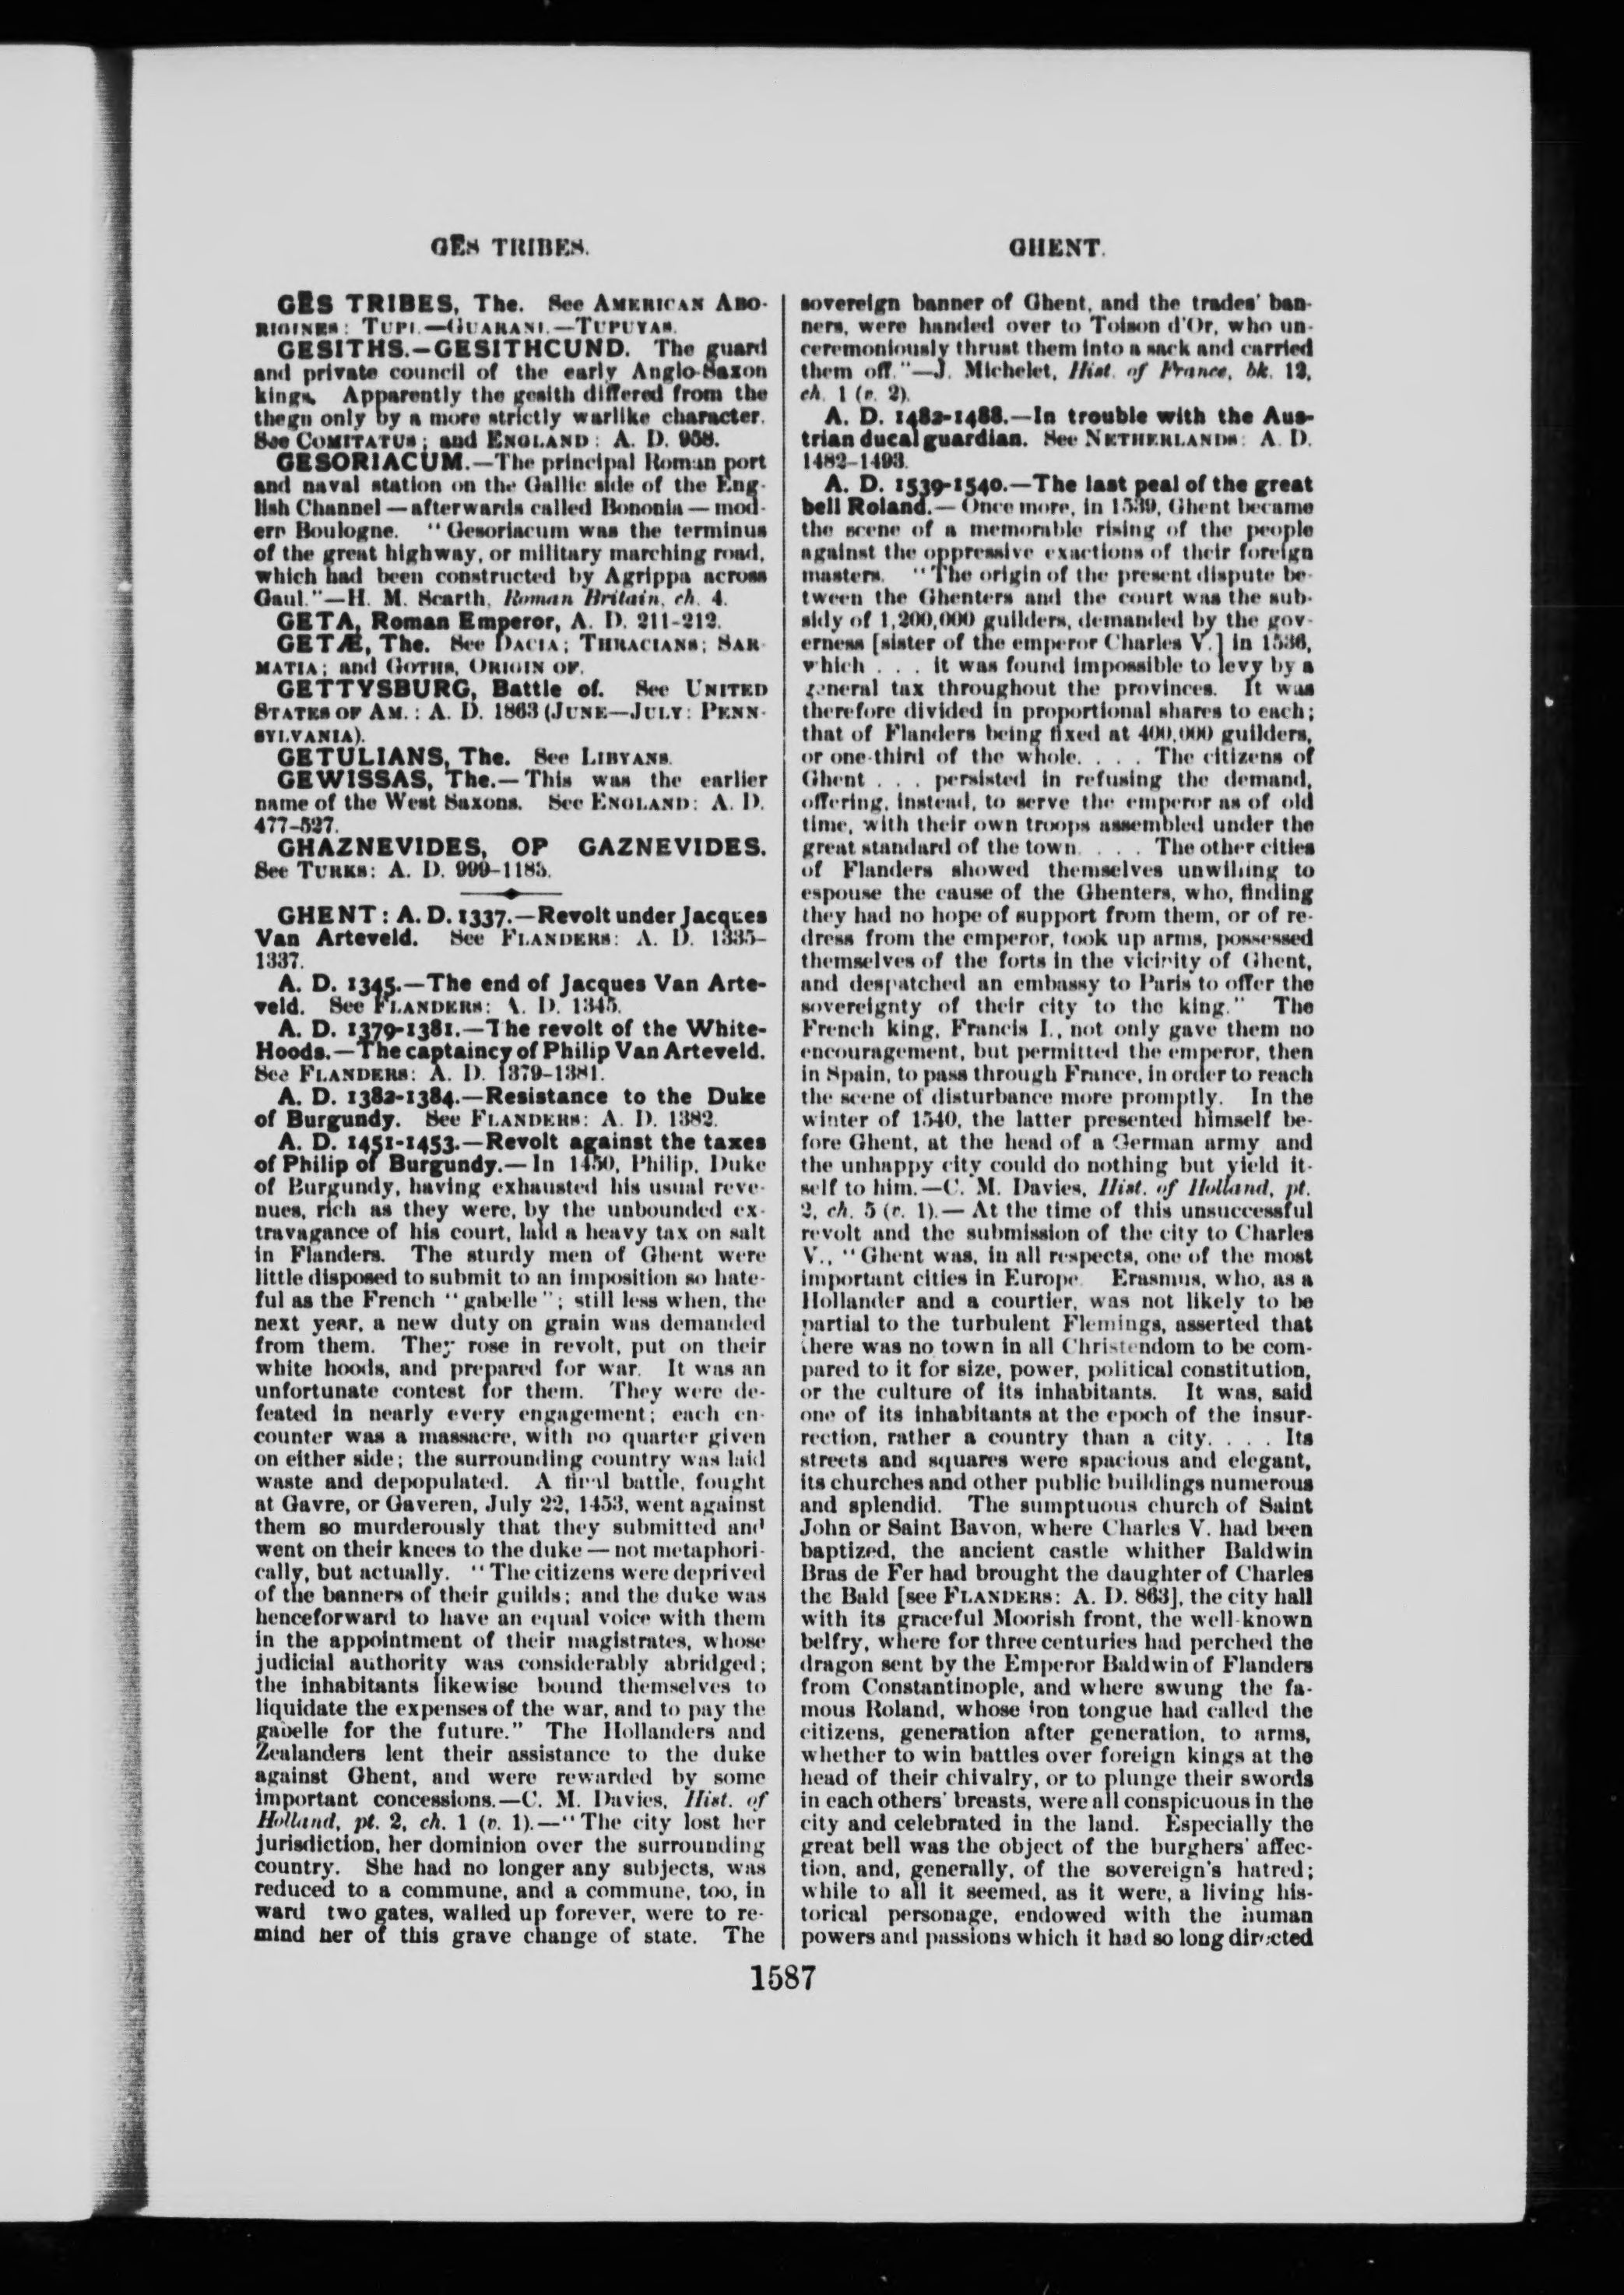 GĒS TRIBES.
GHENT.
GĒS TRIBES, The. See AMERICAN ABO-
RIGINES: TUPI.—GUARANI.—TUPUYAS.
GESITHS.—GESITHCUND. The guard
and private council of the early Anglo-Saxon
kings. Apparently the gesith differed from the
thegn only by a more strictly warlike character.
See COMITATUS; and ENGLAND: A. D. 958.
GESORIACUM.—The principal Roman port
and naval station on the Gallic side of the Eng-
lish Channel—afterwards called Bononia—mod-
ern Boulogne. "Gesoriacum was the terminus
of the great highway, or military marching road,
which had been constructed by Agrippa across
Gaul."—H. M. Scarth, Roman Britain, ch. 4.
GETA, Roman Emperor, A. D. 211-212.
GETÆ, The. See DACIA; THRACIANS; SAR-
MATIA; and GOTHS, ORIGIN OF.
GETTYSBURG, Battle of. See UNITED
STATES OF AM.: A. D. 1863 (JUNE—JULY: PENN-
SYLVANIA).
GETULIANS, The. See LIBYANS.
GEWISSAS, The.—This was the earlier
name of the West Saxons. See ENGLAND: A. D.
477-527.
GHAZNEVIDES, OR GAZNEVIDES.
See TURKS: A. D. 999-1183.
GHENT: A. D. 1337.—Revolt under Jacques
Van Arteveld. See FLANDERS: A. D. 1335-
1337.
A. D. 1345.—The end of Jacques Van Arte-
veld. See FLANDERS: A. D. 1345.
A. D. 1379-1381.—The revolt of the White-
Hoods.—The captaincy of Philip Van Arteveld.
See FLANDERS: A. D. 1379-1381.
A. D. 1382-1384.—Resistance to the Duke
of Burgundy. See FLANDERS: A. D. 1382.
A. D. 1451-1453.—Revolt against the taxes
of Philip of Burgundy.—In 1450, Philip, Duke
of Burgundy, having exhausted his usual reve-
nues, rich as they were, by the unbounded ex-
travagance of his court, laid a heavy tax on salt
in Flanders. The sturdy men of Ghent were
little disposed to submit to an imposition so hate-
ful as the French "gabelle"; still less when, the
next year, a new duty on grain was demanded
from them. They rose in revolt, put on their
white hoods, and prepared for war. It was an
unfortunate contest for them. They were de-
feated in nearly every engagement; each en-
counter was a massacre, with no quarter given
on either side; the surrounding country was laid
waste and depopulated. A final battle, fought
at Gavre, or Gaveren, July 22, 1453, went against
them so murderously that they submitted and
went on their knees to the duke—not metaphori-
cally, but actually. "The citizens were deprived
of the banners of their guilds; and the duke was
henceforward to have an equal voice with them
in the appointment of their magistrates, whose
judicial authority was considerably abridged;
the inhabitants likewise bound themselves to
liquidate the expenses of the war, and to pay the
gabelle for the future." The Hollanders and
Zealanders lent their assistance to the duke
against Ghent, and were rewarded by some
important concessions.—C. M. Davies, Hist. of
Holland, pt. 2, ch. 1 (v. 1).—"The city lost her
jurisdiction, her dominion over the surrounding
country. She had no longer any subjects, was
reduced to a commune, and a commune, too, in
ward two gates, walled up forever, were to re-
mind her of this grave change of state. The
sovereign banner of Ghent, and the trades' ban-
ners, were handed over to Toison d'Or, who un-
ceremoniously thrust them into a sack and carried
them off."—J. Michelet, Hist. of France, bk. 12,
ch. 1 (v. 2).
A. D. 1482-1488.—In trouble with the Aus-
trian ducal guardian. See NETHERLANDS: A. D.
1482-1493.
A. D. 1539-1540.—The last peal of the great
bell Roland.—Once more, in 1539, Ghent became
the scene of a memorable rising of the people
against the oppressive exactions of their foreign
masters. "The origin of the present dispute be-
tween the Ghenters and the court was the sub-
sidy of 1,200,000 guilders, demanded by the gov-
erness [sister of the emperor Charles V.] in 1536,
which . . . it was found impossible to levy by a
general tax throughout the provinces. It was
therefore divided in proportional shares to each;
that of Flanders being fixed at 400,000 guilders,
or one-third of the whole. . . . The citizens of
Ghent . . . persisted in refusing the demand,
offering, instead, to serve the emperor as of old
time, with their own troops assembled under the
great standard of the town. . . . The other cities
of Flanders showed themselves unwilling to
espouse the cause of the Ghenters, who, finding
they had no hope of support from them, or of re-
dress from the emperor, took up arms, possessed
themselves of the forts in the vicinity of Ghent,
and despatched an embassy to Paris to offer the
sovereignty of their city to the king." The
French king, Francis I., not only gave them no
encouragement, but permitted the emperor, then
in Spain, to pass through France, in order to reach
the scene of disturbance more promptly. In the
winter of 1540, the latter presented himself be-
fore Ghent, at the head of a German army and
the unhappy city could do nothing but yield it-
self to him.—C. M. Davies, Hist. of Holland, pt.
2, ch. 5 (v. 1).—At the time of this unsuccessful
revolt and the submission of the city to Charles
V., "Ghent was, in all respects, one of the most
important cities in Europe. Erasmus, who, as a
Hollander and a courtier, was not likely to be
partial to the turbulent Flemings, asserted that
there was no town in all Christendom to be com-
pared to it for size, power, political constitution,
or the culture of its inhabitants. It was, said
one of its inhabitants at the epoch of the insur-
rection, rather a country than a city. . . . Its
streets and squares were spacious and elegant,
its churches and other public buildings numerous
and splendid. The sumptuous church of Saint
John or Saint Bavon, where Charles V. had been
baptized, the ancient castle whither Baldwin
Bras de Fer had brought the daughter of Charles
the Bald [see FLANDERS: A. D. 863], the city hall
with its graceful Moorish front, the well-known
belfry, where for three centuries had perched the
dragon sent by the Emperor Baldwin of Flanders
from Constantinople, and where swung the fa-
mous Roland, whose iron tongue had called the
citizens, generation after generation, to arms,
whether to win battles over foreign kings at the
head of their chivalry, or to plunge their swords
in each others' breasts, were all conspicuous in the
city and celebrated in the land. Especially the
great bell was the object of the burghers' affec-
tion, and, generally, of the sovereign's hatred;
while to all it seemed, as it were, a living his-
torical personage, endowed with the human
powers and passions which it had so long directed
1587